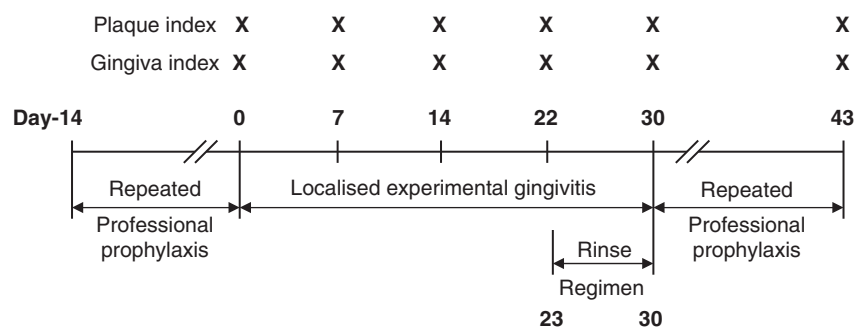 Plaque index X X X X X X
Gingiva index X X X X X X
Day-14 0 7 14 22 30 43
Repeated Localised experimental gingivitis Repeated
Professional Professional
prophylaxis prophylaxis
Rinse
Regimen
23 30